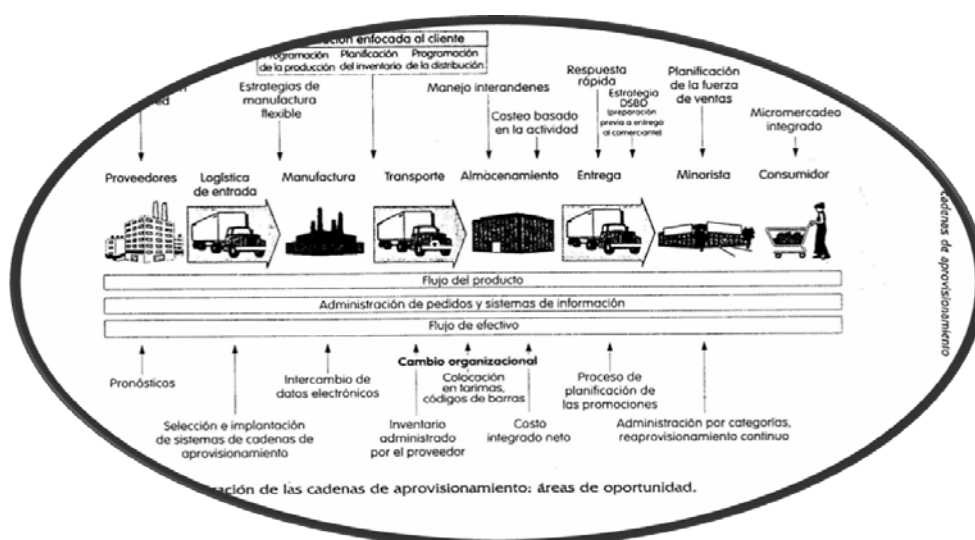 ción enfocada al cliente
Programación de la producción
Planificación del inventario
Programación de la distribución
Estrategias de
manufactura
flexible
Manejo interandenes
Costeo basado
en la actividad
Respuesta
rápida
Estrategia
DSBD
(preparación
previa a entrega
al comerciante)
Planificación
de la fuerza
de ventas
Micromercadeo
integrado
Proveedores
Logística
de entrada
Manufactura
Transporte
Almacenamiento
Entrega
Minorista
Consumidor
Flujo del producto
Administración de pedidos y sistemas de información
Flujo de efectivo
Cambio organizacional
Pronósticos
Selección e implantación
de sistemas de cadenas de
aprovisionamiento
Intercambio de
datos electrónicos
Inventario
administrado
por el proveedor
Colocación
en tarimas,
códigos de barras
Costo
integrado neto
Proceso de
planificación de
las promociones
Administración por categorías,
reaprovisionamiento continuo
ración de las cadenas de aprovisionamiento: áreas de oportunidad.
cadenas de aprovisionamiento